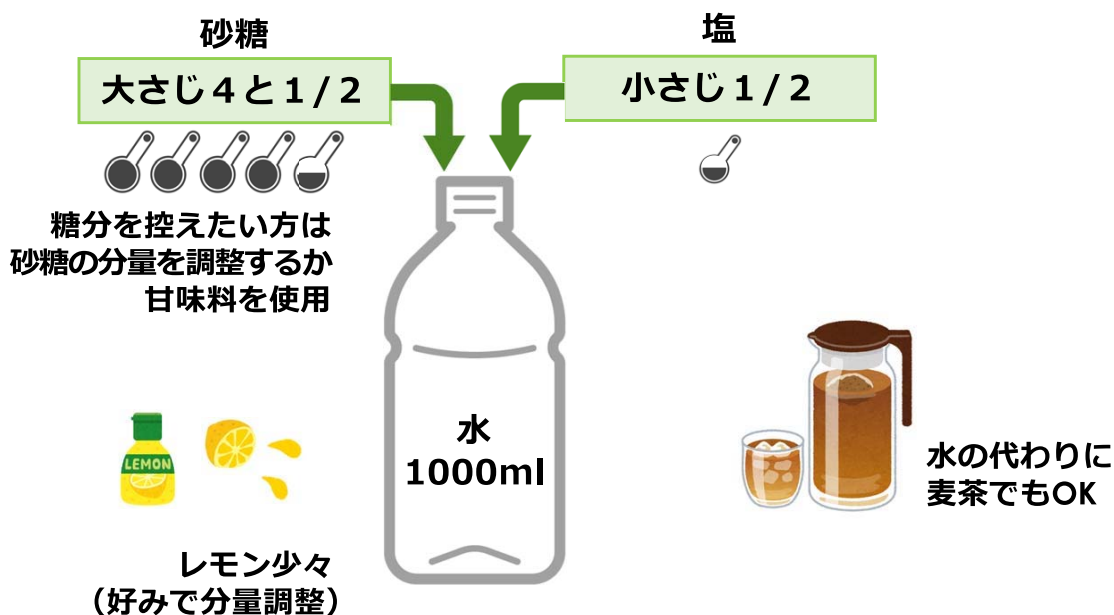 砂糖
大さじ４と１/２
糖分を控えたい方は
砂糖の分量を調整するか
甘味料を使用
塩
小さじ１/２
水
1000ml
LEMON
レモン少々
（好みで分量調整）
水の代わりに
麦茶でもOK